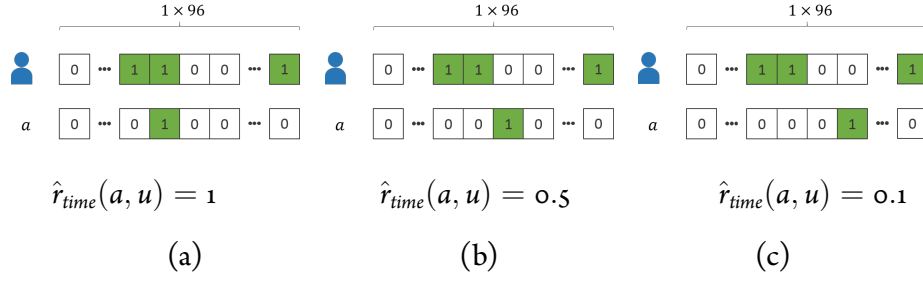 1 × 96 1 × 96 1 × 96
0 ••• 1 1 0 0 ••• 1 0 ••• 1 1 0 0 ••• 1 0 ••• 1 1 0 0 ••• 1
a 0 ••• 0 1 0 0 ••• 0 a 0 ••• 0 0 1 0 ••• 0 a 0 ••• 0 0 0 1 ••• 0
r̂time(a, u) = 1 r̂time(a, u) = 0.5 r̂time(a, u) = 0.1
(a) (b) (c)